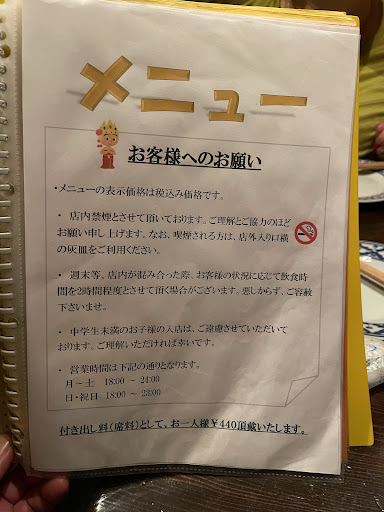 メニュー
お客様へのお願い
・メニューの表示価格は税込み価格です。
・ 店内禁煙とさせて頂いております。ご理解とご協力のほど
お願い申し上げます。なお、喫煙される方は、店外入り口横
の灰皿をご利用ください。
・ 週末等、店内が混み合った際、お客様の状況に応じて飲食時
間を2時間程度とさせて頂く場合がございます。悪しからず、ご容赦
下さいませ。
・ 中学生未満のお子様の入店は、ご遠慮させていただいて
おります。ご理解いただければ幸いです。
・ 営業時間は下記の通りとなります。
月～土 18:00 ～ 24:00
日・祝日 18:00 ～ 23:00
付き出し料(席料)として、お一人様￥440頂戴いたします。